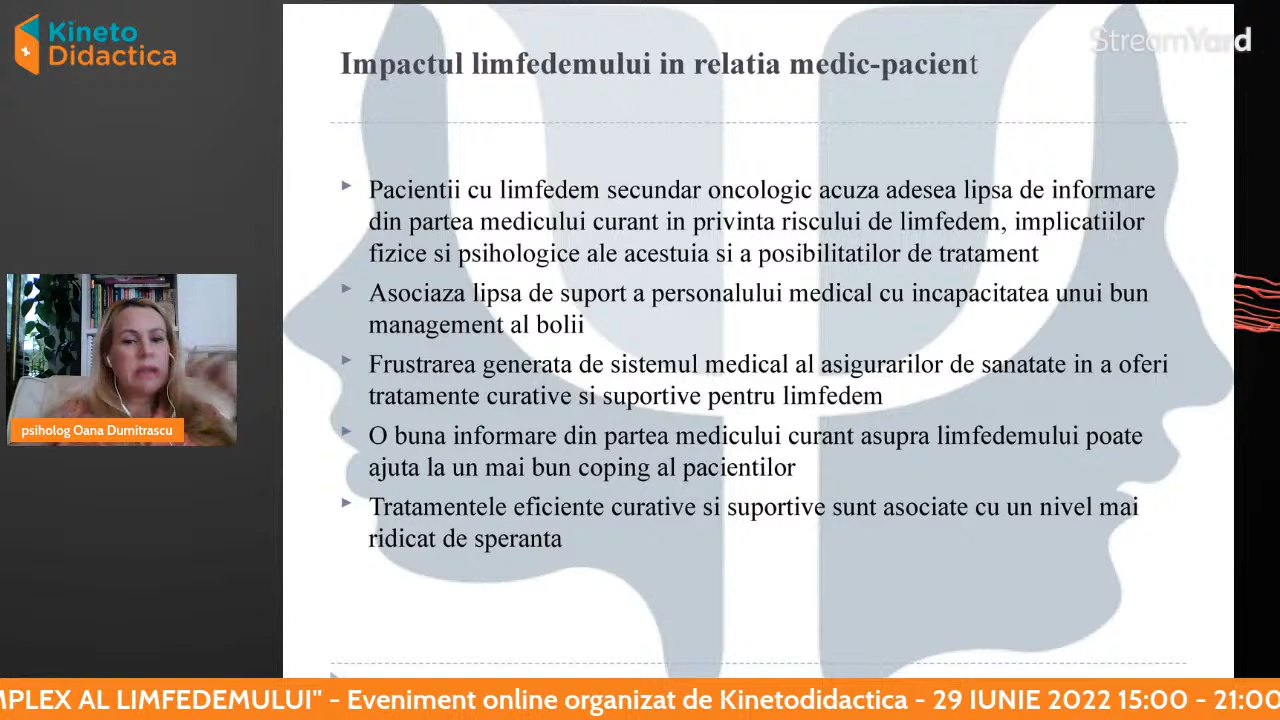 Kineto
Didactica
StreamYard
Impactul limfedemului in relatia medic-pacient
Pacientii cu limfedem secundar oncologic acuza adesea lipsa de informare
din partea medicului curant in privinta riscului de limfedem, implicatiilor
fizice si psihologice ale acestuia si a posibilitatilor de tratament
Asociaza lipsa de suport a personalului medical cu incapacitatea unui bun
management al bolii
Frustrarea generata de sistemul medical al asigurarilor de sanatate in a oferi
tratamente curative si suportive pentru limfedem
O buna informare din partea medicului curant asupra limfedemului poate
ajuta la un mai bun coping al pacientilor
Tratamentele eficiente curative si suportive sunt asociate cu un nivel mai
ridicat de speranta
psiholog Oana Dumitrascu
MPLEX AL LIMFEDEMULUI" - Eveniment online organizat de Kinetodidactica - 29 IUNIE 2022 15:00 - 21:00